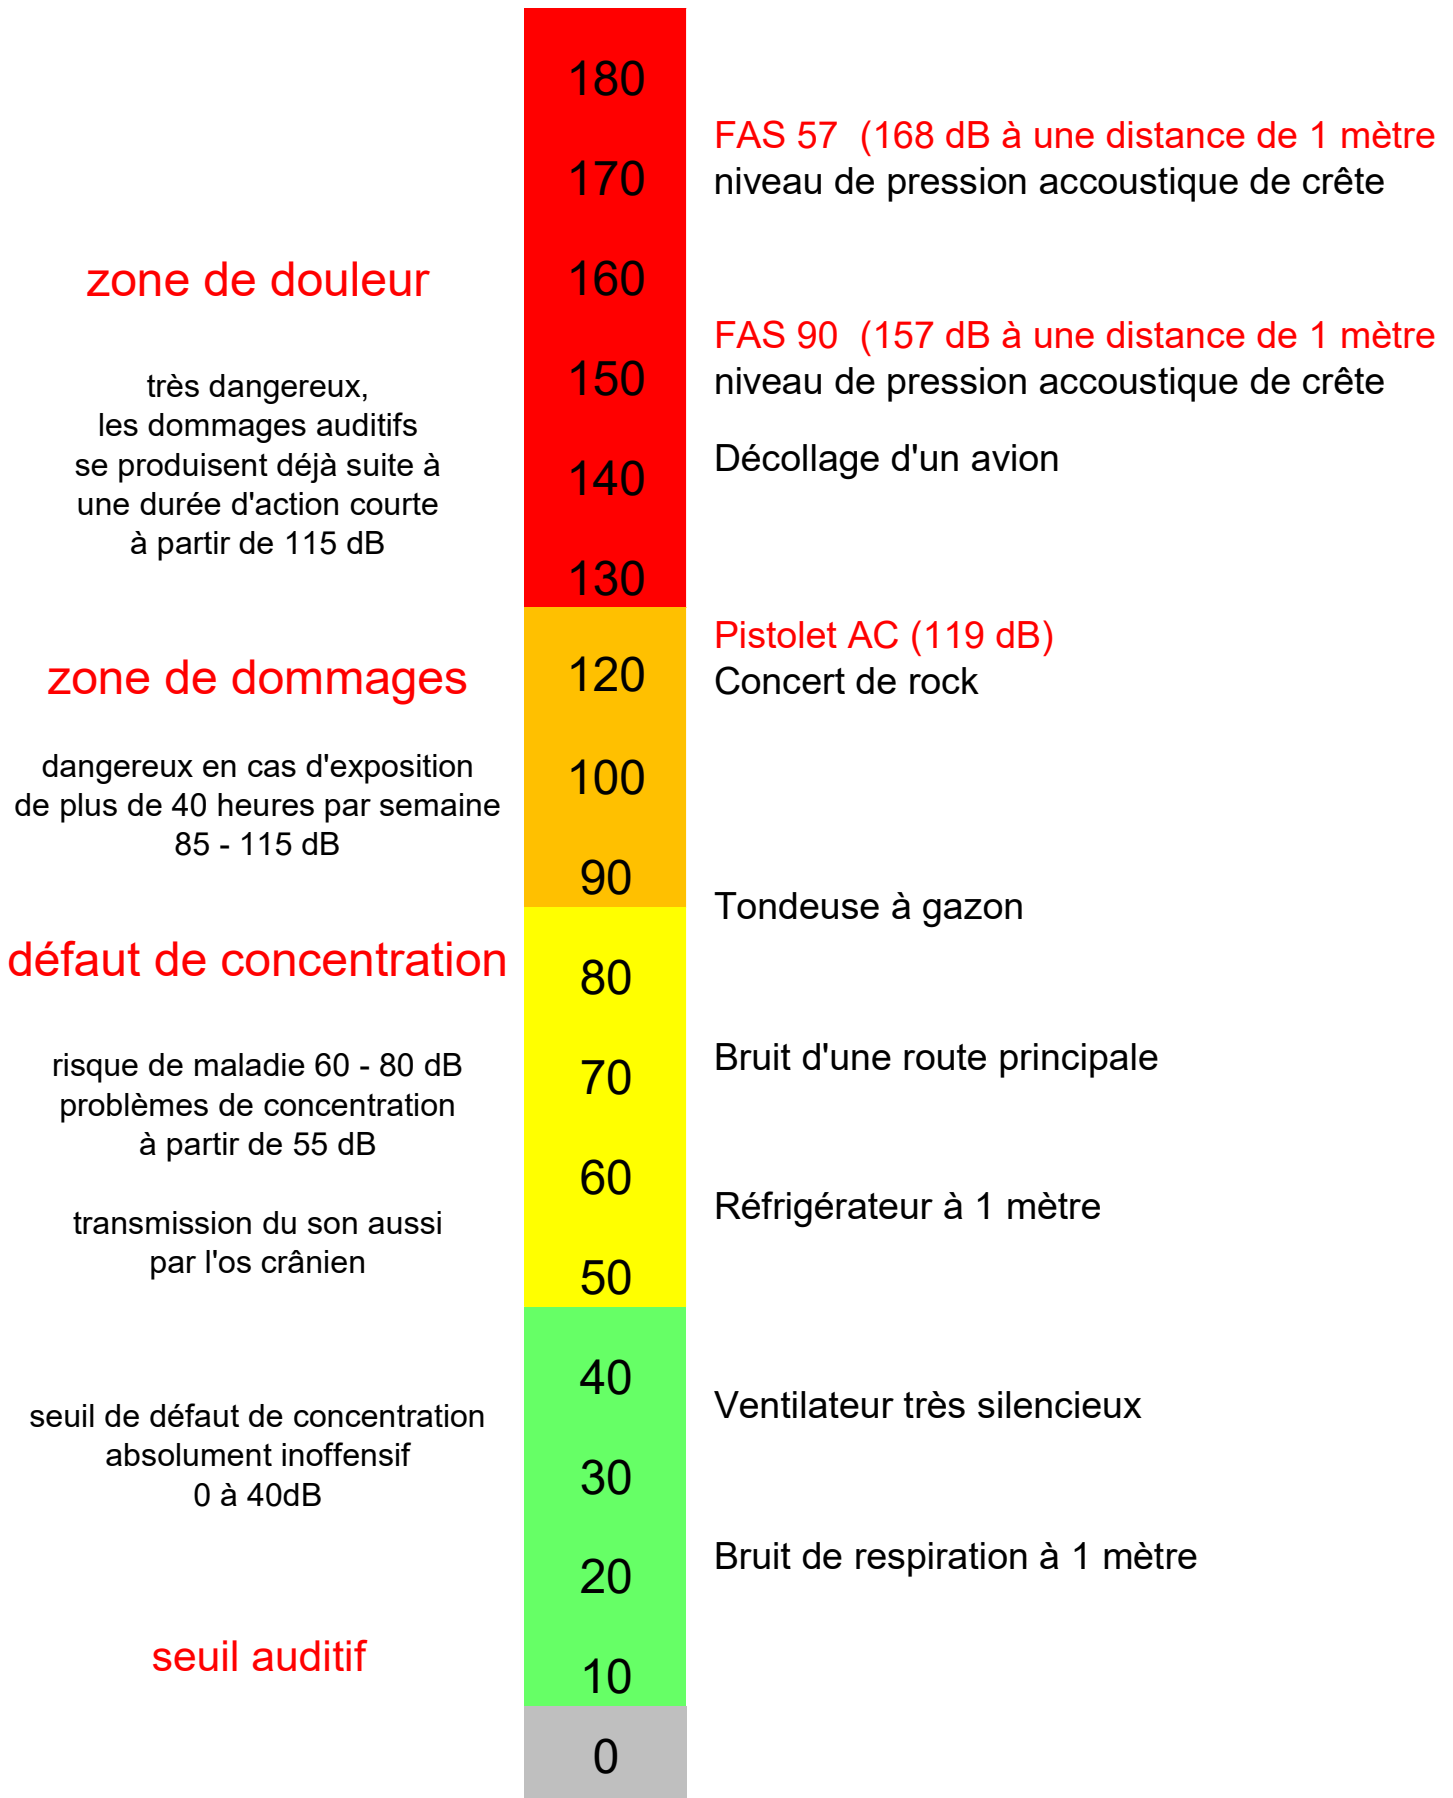 180
FAS 57  (168 dB à une distance de 1 mètre
170
niveau de pression accoustique de crête
zone de douleur
160
FAS 90  (157 dB à une distance de 1 mètre
150
niveau de pression accoustique de crête
très dangereux,
les dommages auditifs
se produisent déjà suite à
une durée d'action courte
à partir de 115 dB
Décollage d'un avion
140
130
Pistolet AC (119 dB)
zone de dommages
120
Concert de rock
dangereux en cas d'exposition
de plus de 40 heures par semaine
85 - 115 dB
100
90
Tondeuse à gazon
défaut de concentration
80
risque de maladie 60 - 80 dB
problèmes de concentration
à partir de 55 dB
70
Bruit d'une route principale
60
Réfrigérateur à 1 mètre
transmission du son aussi
par l'os crânien
50
40
Ventilateur très silencieux
seuil de défaut de concentration
absolument inoffensif
0 à 40dB
30
Bruit de respiration à 1 mètre
20
seuil auditif
10
0